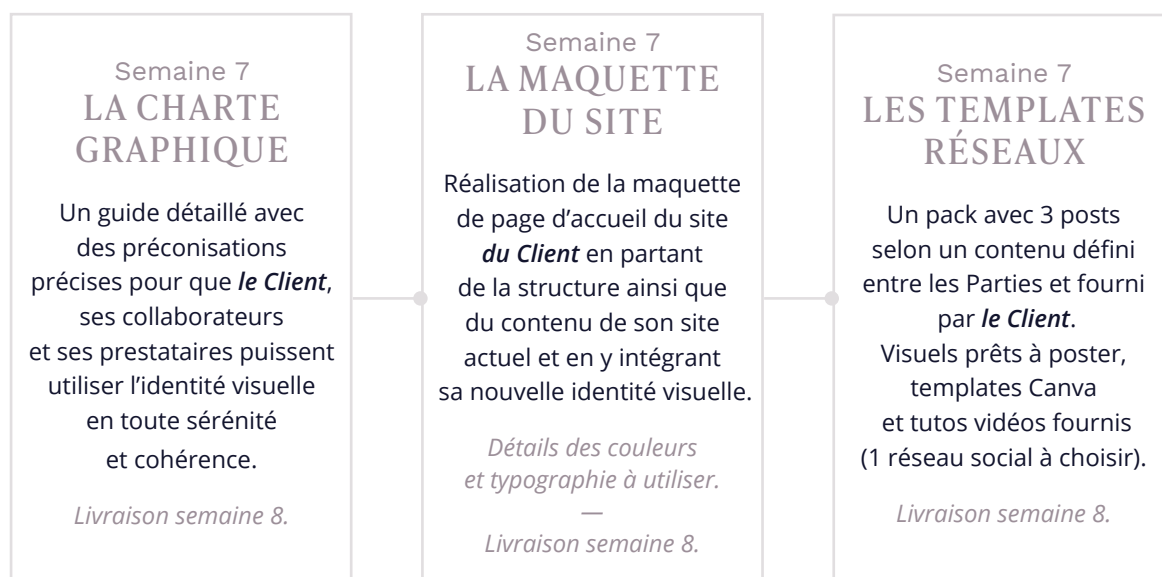 Semaine 7
LA CHARTE
GRAPHIQUE
Un guide détaillé avec
des préconisations
précises pour que le Client,
ses collaborateurs
et ses prestataires puissent
utiliser l’identité visuelle
en toute sérénité
et cohérence.
Livraison semaine 8.
Semaine 7
LA MAQUETTE
DU SITE
Réalisation de la maquette
de page d’accueil du site
du Client en partant
de la structure ainsi que
du contenu de son site
actuel et en y intégrant
sa nouvelle identité visuelle.
Détails des couleurs
et typographie à utiliser.
—
Livraison semaine 8.
Semaine 7
LES TEMPLATES
RÉSEAUX
Un pack avec 3 posts
selon un contenu défini
entre les Parties et fourni
par le Client.
Visuels prêts à poster,
templates Canva
et tutos vidéos fournis
(1 réseau social à choisir).
Livraison semaine 8.